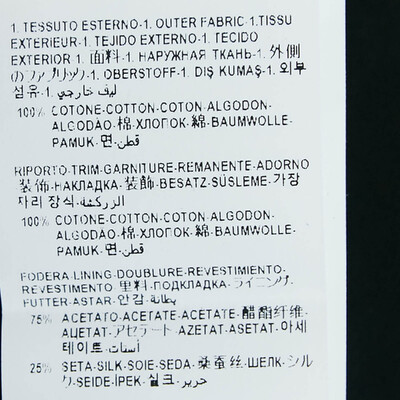 1. TESSUTO ESTERNO-1. OUTER FABRIC-1.TISSU
EXTERIEUR-1. TEJIDO EXTERNO-1. TECIDO
EXTERIOR 1. 面料-1. НАРУЖНАЯ ТКАНЬ-1. 外側
のファブリック-1. OBERSTOFF-1. DIŞ KUMAŞ-1. 외부
섬유-1. ليف خارجي
100% COTONE-COTTON-COTON-ALGODON-
ALGODÃO-棉-ХЛОПОК-綿-BAUMWOLLE-
PAMUK-면-قطن
RIPORTO-TRIM-GARNITURE-REMANENTE-ADORNO
装饰-НАКЛАДКА-装飾-BESATZ-SÜSLEME-가장
자리 장식-الزركشة
100% COTONE-COTTON-COTON-ALGODON-
ALGODÃO-棉-ХЛОПОК-綿-BAUMWOLLE-
PAMUK-면-قطن
FODERA-LINING-DOUBLURE-REVESTIMIENTO-
REVESTIMENTO-里料-ПОДКЛАДКА-ライニング-
FUTTER-ASTAR-안감-بطانة
75% ACETATO-ACETATE-ACETATE-醋酯纤维-
АЦЕТАТ-アセテート-AZETAT-ASETAT-아세
테이트-أسيتات
25% SETA-SILK-SOIE-SEDA-桑蚕丝-ШЕЛК-シル
ク-SEIDE-İPEK-실크-حرير